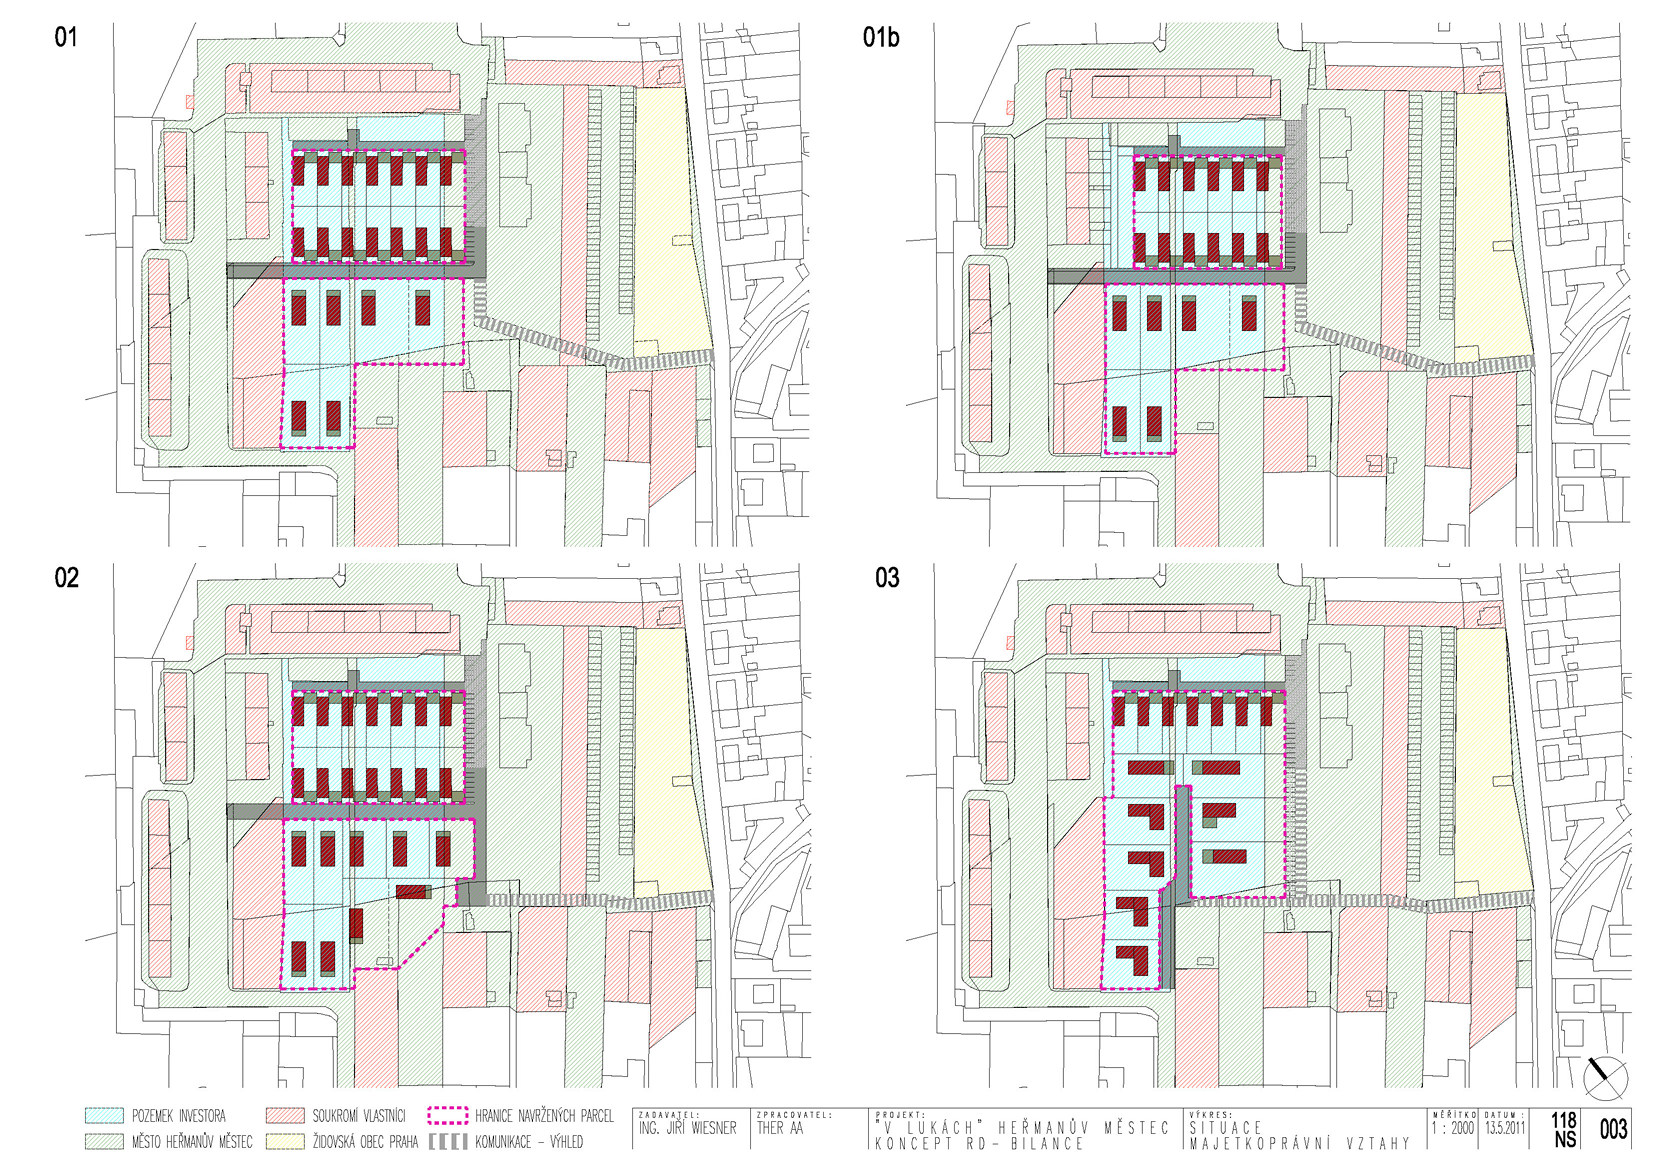 01
01b
02
03
POZEMEK INVESTORA
MĚSTO HEŘMANŮV MĚSTEC
SOUKROMÍ VLASTNÍCI
ŽIDOVSKÁ OBEC PRAHA
HRANICE NAVRŽENÝCH PARCEL
KOMUNIKACE - VÝHLED
ZADAVATEL:
ING. JIŘÍ WIESNER
ZPRACOVATEL:
THER AA
PROJEKT:
"V LUKÁCH" HEŘMANŮV MĚSTEC
KONCEPT RD- BILANCE
VÝKRES:
SITUACE
MAJETKOPRÁVNÍ VZTAHY
MĚŘÍTKO
1 : 2000
DATUM :
13.5.2011
118
NS
003